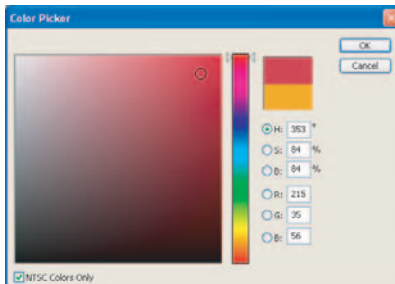 Color Picker
OK
Cancel
H: 353 °
S: 84 %
B: 84 %
R: 215
G: 35
B: 56
NTSC Colors Only